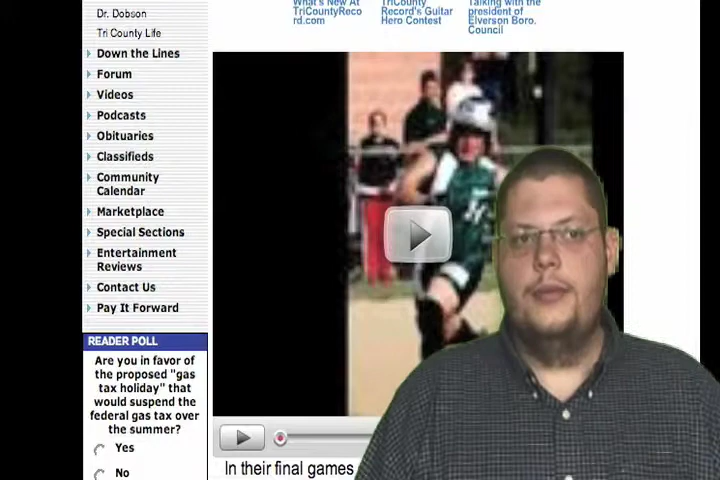 Dr. Dobson
Tri County Life
Down the Lines
Forum
Videos
Podcasts
Obituaries
Classifieds
Community
Calendar
Marketplace
Special Sections
Entertainment
Reviews
Contact Us
Pay It Forward
READER POLL
Are you in favor of
the proposed "gas
tax holiday" that
would suspend the
federal gas tax over
the summer?
Yes
No
What's New At
TriCountyReco
rd.com
TriCounty
Record's Guitar
Hero Contest
Talking with the
president of
Elverson Boro.
Council
In their final games